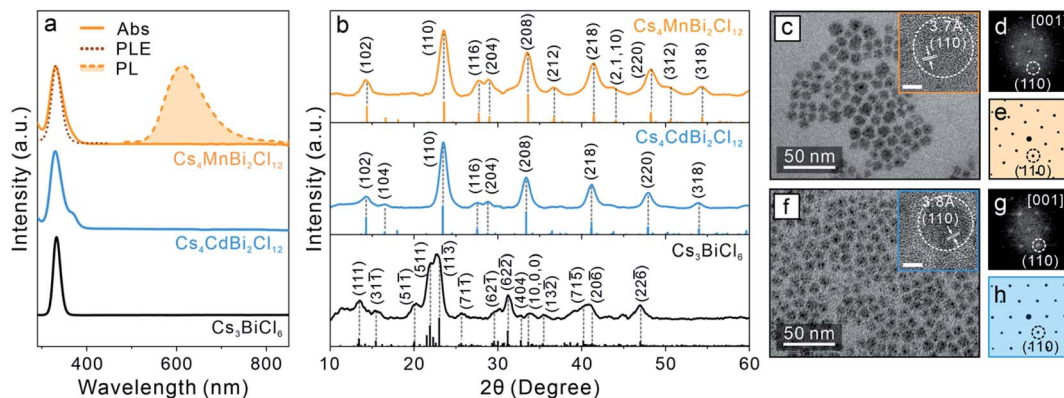 a
Abs
PLE
PL
Intensity (a.u.)
Cs₄MnBi₂Cl₁₂
Cs₄CdBi₂Cl₁₂
Cs₃BiCl₆
400 600 800
Wavelength (nm)
b
Intensity (a.u.)
Cs₄MnBi₂Cl₁₂
(102)
(110)
(116)
(204)
(208)
(212)
(218)
(2,1,10)
(220)
(312)
(318)
Cs₄CdBi₂Cl₁₂
(102)
(104)
(110)
(116)
(204)
(208)
(218)
(220)
(318)
Cs₃BiCl₆
(111)
(311̄)
(511̄)
(511)
(113̄)
(711̄)
(621̄)
(62̄2)
(404)
(10,0,0)
(13̄2)
(715̄)
(206̄)
(226̄)
10 20 30 40 50 60
2θ (Degree)
c
3.7Å
(110)
50 nm
d
[001]
(110)
e
(110)
f
3.8Å
(110)
50 nm
g
[001]
(110)
h
(110)